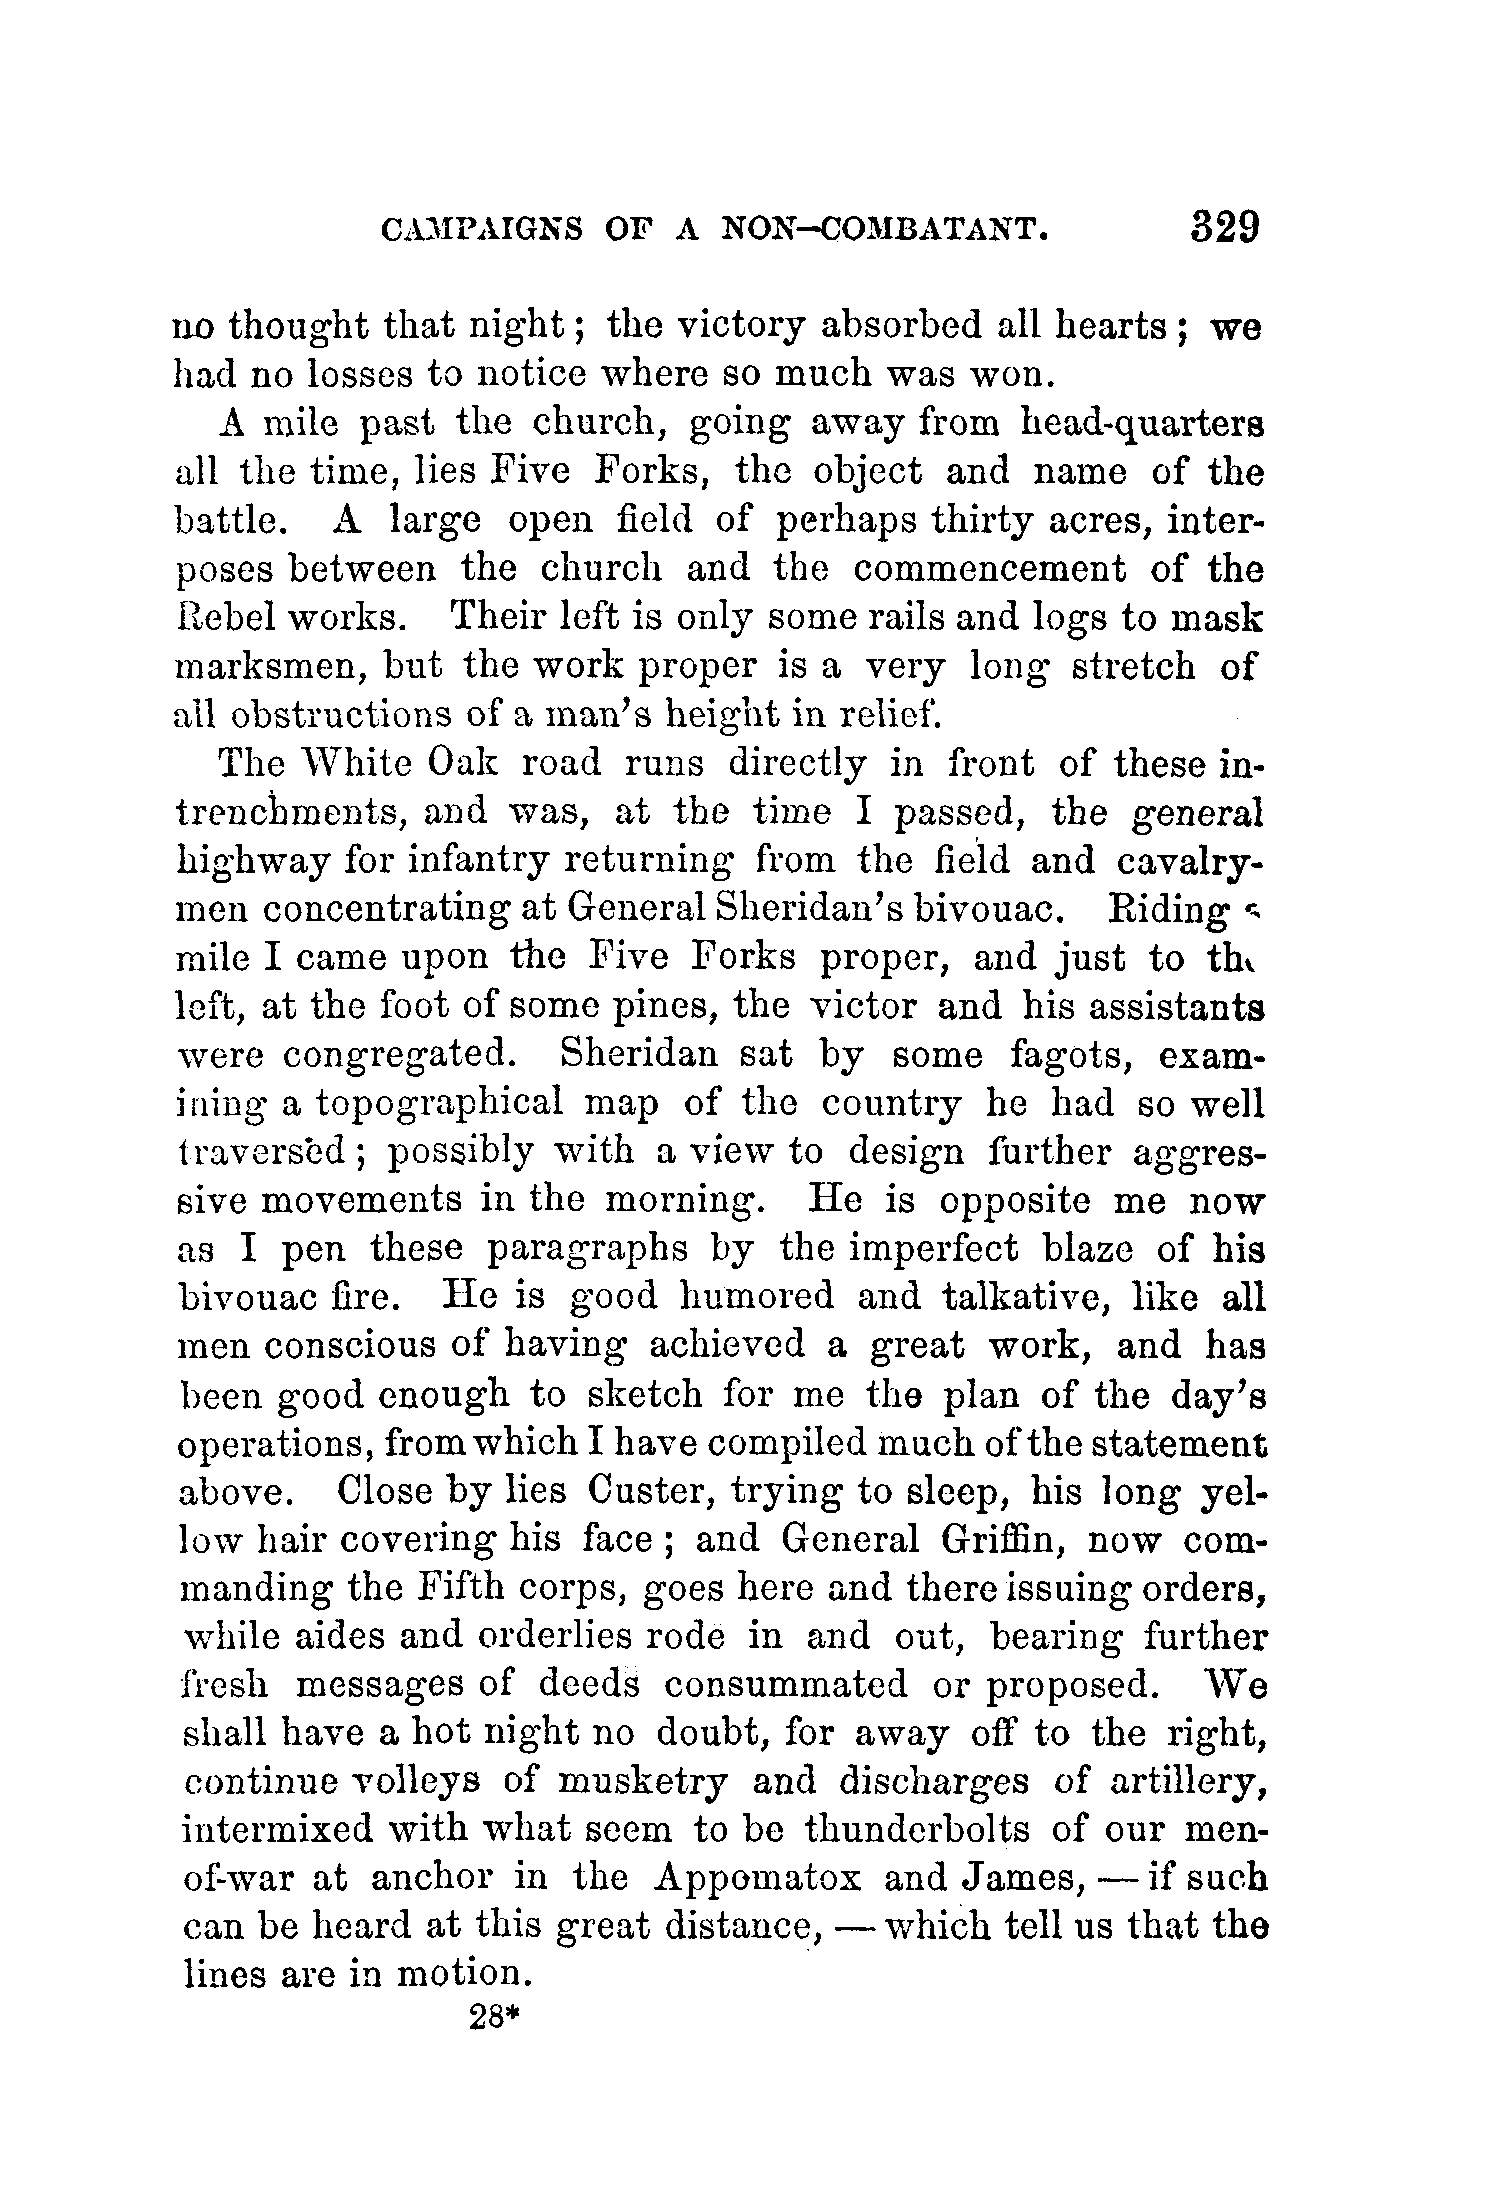 CAMPAIGNS OF A NON-COMBATANT. 329
no thought that night; the victory absorbed all hearts; we
had no losses to notice where so much was won.
A mile past the church, going away from head-quarters
all the time, lies Five Forks, the object and name of the
battle. A large open field of perhaps thirty acres, inter-
poses between the church and the commencement of the
Rebel works. Their left is only some rails and logs to mask
marksmen, but the work proper is a very long stretch of
all obstructions of a man's height in relief.
The White Oak road runs directly in front of these in-
trenchments, and was, at the time I passed, the general
highway for infantry returning from the field and cavalry-
men concentrating at General Sheridan's bivouac. Riding
mile I came upon the Five Forks proper, and just to the
left, at the foot of some pines, the victor and his assistants
were congregated. Sheridan sat by some fagots, exam-
ining a topographical map of the country he had so well
traversed; possibly with a view to design further aggres-
sive movements in the morning. He is opposite me now
as I pen these paragraphs by the imperfect blaze of his
bivouac fire. He is good humored and talkative, like all
men conscious of having achieved a great work, and has
been good enough to sketch for me the plan of the day's
operations, from which I have compiled much of the statement
above. Close by lies Custer, trying to sleep, his long yel-
low hair covering his face; and General Griffin, now com-
manding the Fifth corps, goes here and there issuing orders,
while aides and orderlies rode in and out, bearing further
fresh messages of deeds consummated or proposed. We
shall have a hot night no doubt, for away off to the right,
continue volleys of musketry and discharges of artillery,
intermixed with what seem to be thunderbolts of our men-
of-war at anchor in the Appomatox and James, — if such
can be heard at this great distance, — which tell us that the
lines are in motion.
28*